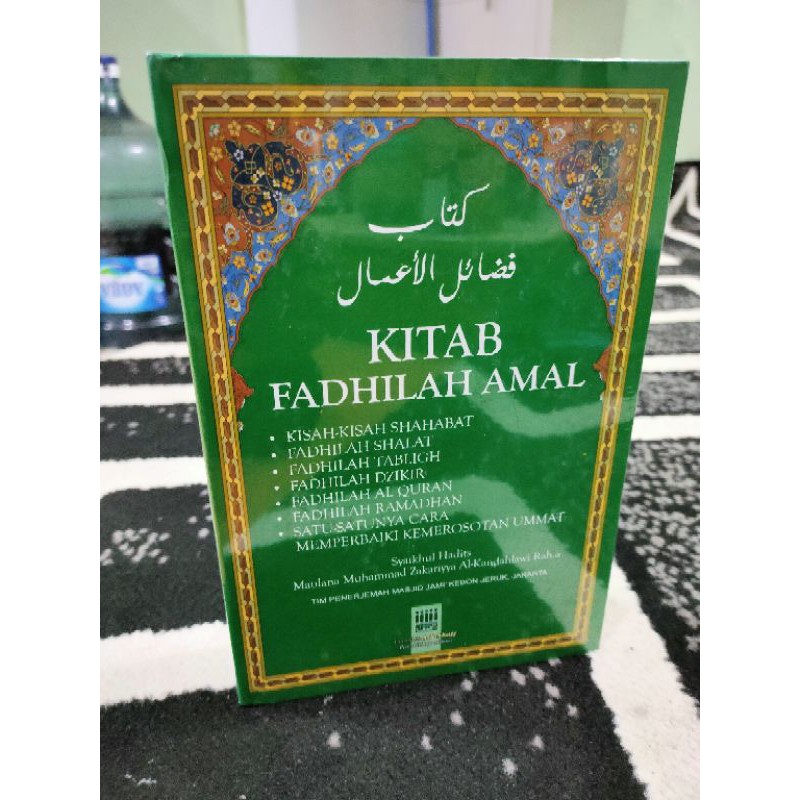 كتاب
فضائل الأعمال
KITAB
FADHILAH AMAL
• KISAH-KISAH SHAHABAT
• FADHILAH SHALAT
• FADHILAH TABLIGH
• FADHILAH DZIKIR
• FADHILAH AL QURAN
• FADHILAH RAMADHAN
• SATU-SATUNYA CARA
MEMPERBAIKI KEMEROSOTAN UMMAT
Syaikhul Hadits
Maulana Muhammad Zakariyya Al-Kandahlawi Rah.a
TIM PENERJEMAH MASJID JAMI' KEBON JERUK, JAKARTA